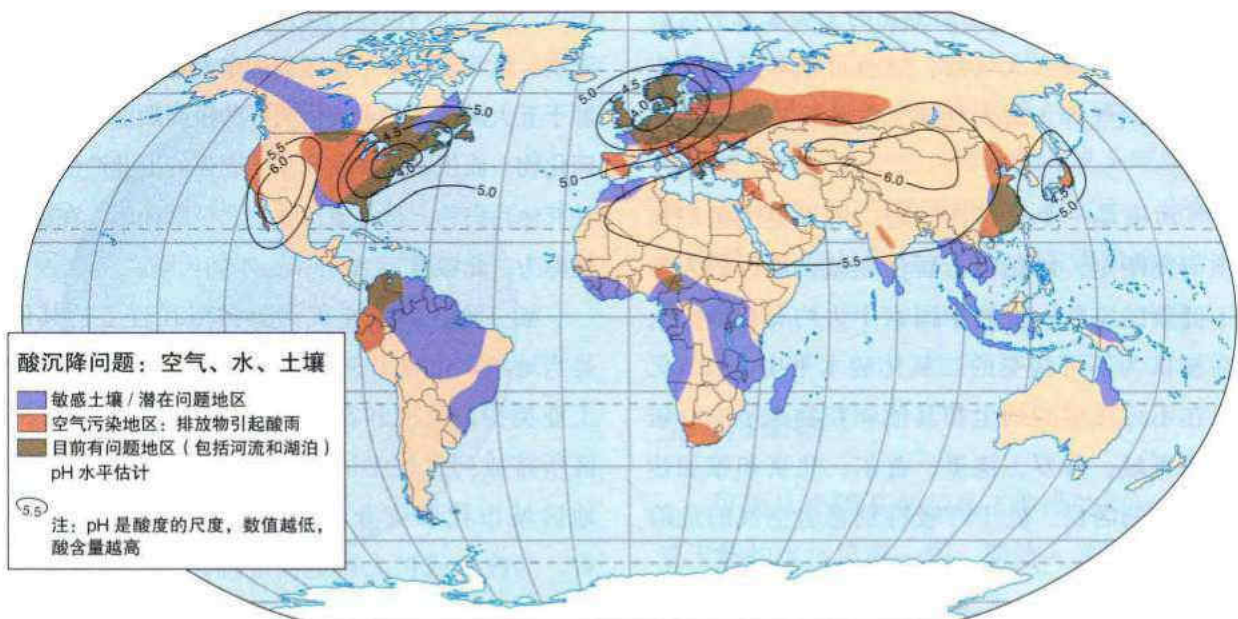 5.0
4.5
4.0
5.0
4.5
4.0
5.0
5.5
6.0
5.0
6.0
4.5
5.0
5.5
酸沉降问题：空气、水、土壤
敏感土壤 / 潜在问题地区
空气污染地区：排放物引起酸雨
目前有问题地区（包括河流和湖泊）
pH 水平估计
5.5
注：pH 是酸度的尺度，数值越低，
酸含量越高